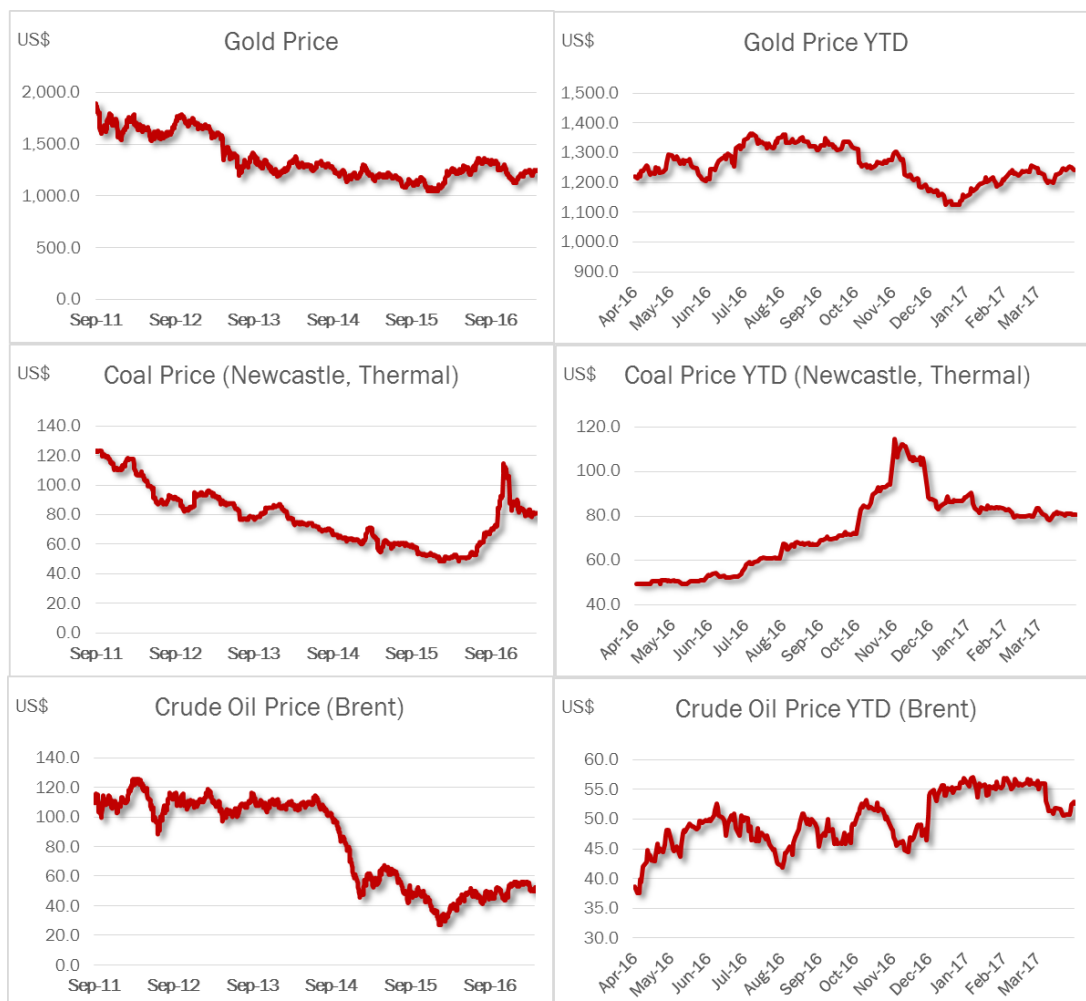 US$
Gold Price
2,000.0
1,500.0
1,000.0
500.0
0.0
Sep-11 Sep-12 Sep-13 Sep-14 Sep-15 Sep-16
US$
Gold Price YTD
1,500.0
1,400.0
1,300.0
1,200.0
1,100.0
1,000.0
900.0
Apr-16 May-16 Jun-16 Jul-16 Aug-16 Sep-16 Oct-16 Nov-16 Dec-16 Jan-17 Feb-17 Mar-17
US$
Coal Price (Newcastle, Thermal)
140.0
120.0
100.0
80.0
60.0
40.0
20.0
0.0
Sep-11 Sep-12 Sep-13 Sep-14 Sep-15 Sep-16
US$
Coal Price YTD (Newcastle, Thermal)
120.0
100.0
80.0
60.0
40.0
Apr-16 May-16 Jun-16 Jul-16 Aug-16 Sep-16 Oct-16 Nov-16 Dec-16 Jan-17 Feb-17 Mar-17
US$
Crude Oil Price (Brent)
140.0
120.0
100.0
80.0
60.0
40.0
20.0
0.0
Sep-11 Sep-12 Sep-13 Sep-14 Sep-15 Sep-16
US$
Crude Oil Price YTD (Brent)
60.0
55.0
50.0
45.0
40.0
35.0
30.0
Apr-16 May-16 Jun-16 Jul-16 Aug-16 Sep-16 Oct-16 Nov-16 Dec-16 Jan-17 Feb-17 Mar-17